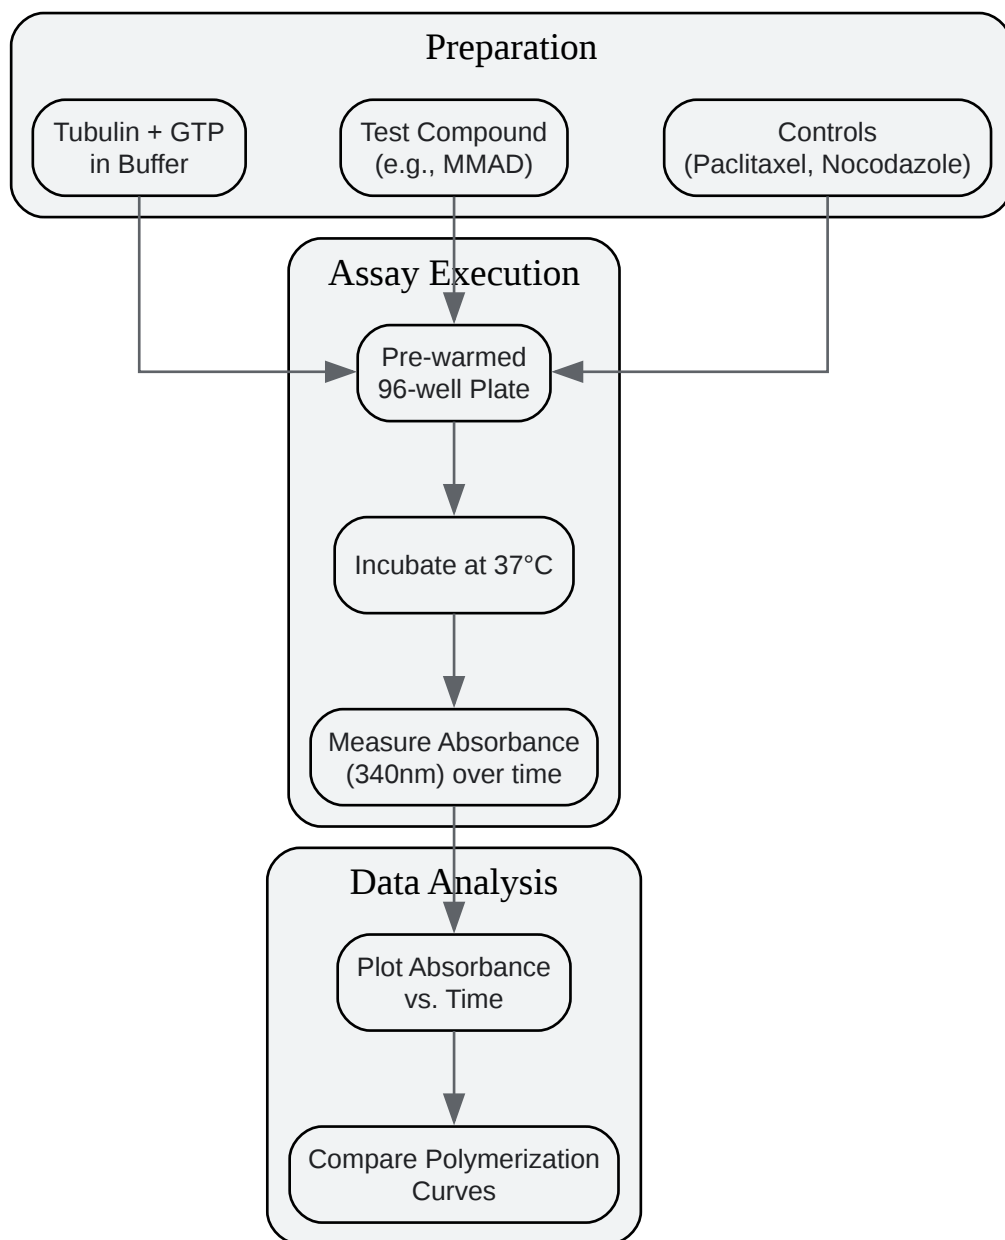 Preparation
Tubulin + GTP
in Buffer
Test Compound
(e.g., MMAD)
Controls
(Paclitaxel, Nocodazole)
Assay Execution
Pre-warmed
96-well Plate
Incubate at 37°C
Measure Absorbance
(340nm) over time
Data Analysis
Plot Absorbance
vs. Time
Compare Polymerization
Curves